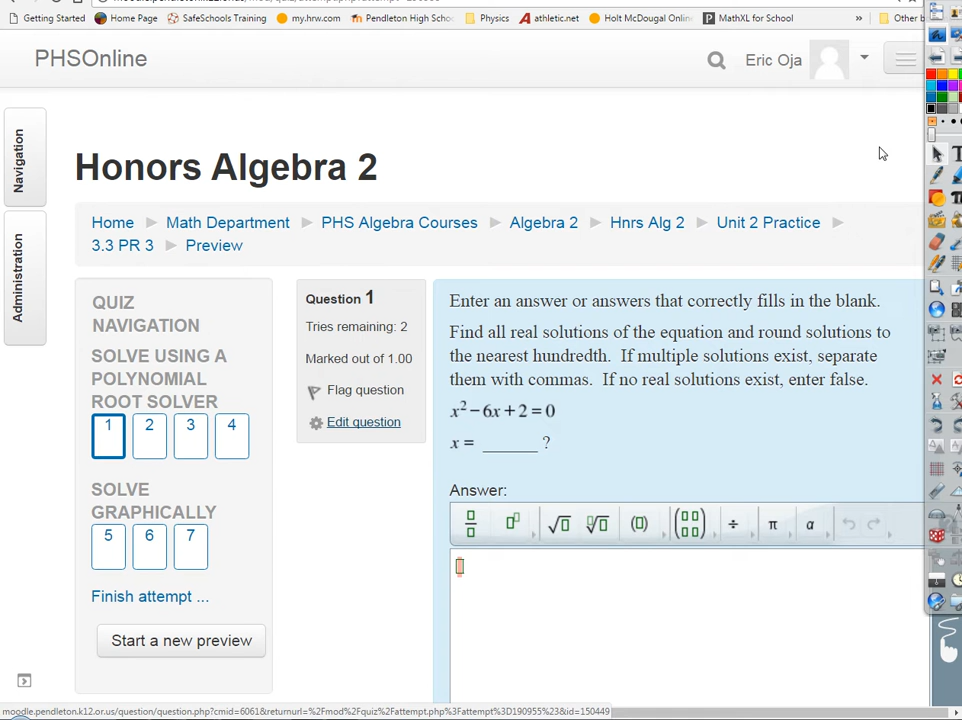 Getting Started Home Page SafeSchools Training my.hrw.com Pendleton High Scho Physics athletic.net Holt McDougal Onlin MathXL for School » Other b
PHSOnline
Eric Oja
Navigation
Administration
Honors Algebra 2
Home Math Department PHS Algebra Courses Algebra 2 Hnrs Alg 2 Unit 2 Practice
3.3 PR 3 Preview
QUIZ
NAVIGATION
SOLVE USING A
POLYNOMIAL
ROOT SOLVER
1 2 3 4
SOLVE
GRAPHICALLY
5 6 7
Finish attempt ...
Start a new preview
Question 1
Tries remaining: 2
Marked out of 1.00
Flag question
Edit question
Enter an answer or answers that correctly fills in the blank.
Find all real solutions of the equation and round solutions to
the nearest hundredth. If multiple solutions exist, separate
them with commas. If no real solutions exist, enter false.
x² − 6x + 2 = 0
x = ______ ?
Answer:
÷ π α
moodle.pendleton.k12.or.us/question/question.php?cmid=6061&returnurl=%2Fmod%2Fquiz%2Fattempt.php%3Fattempt%3D190955%23&id=150449